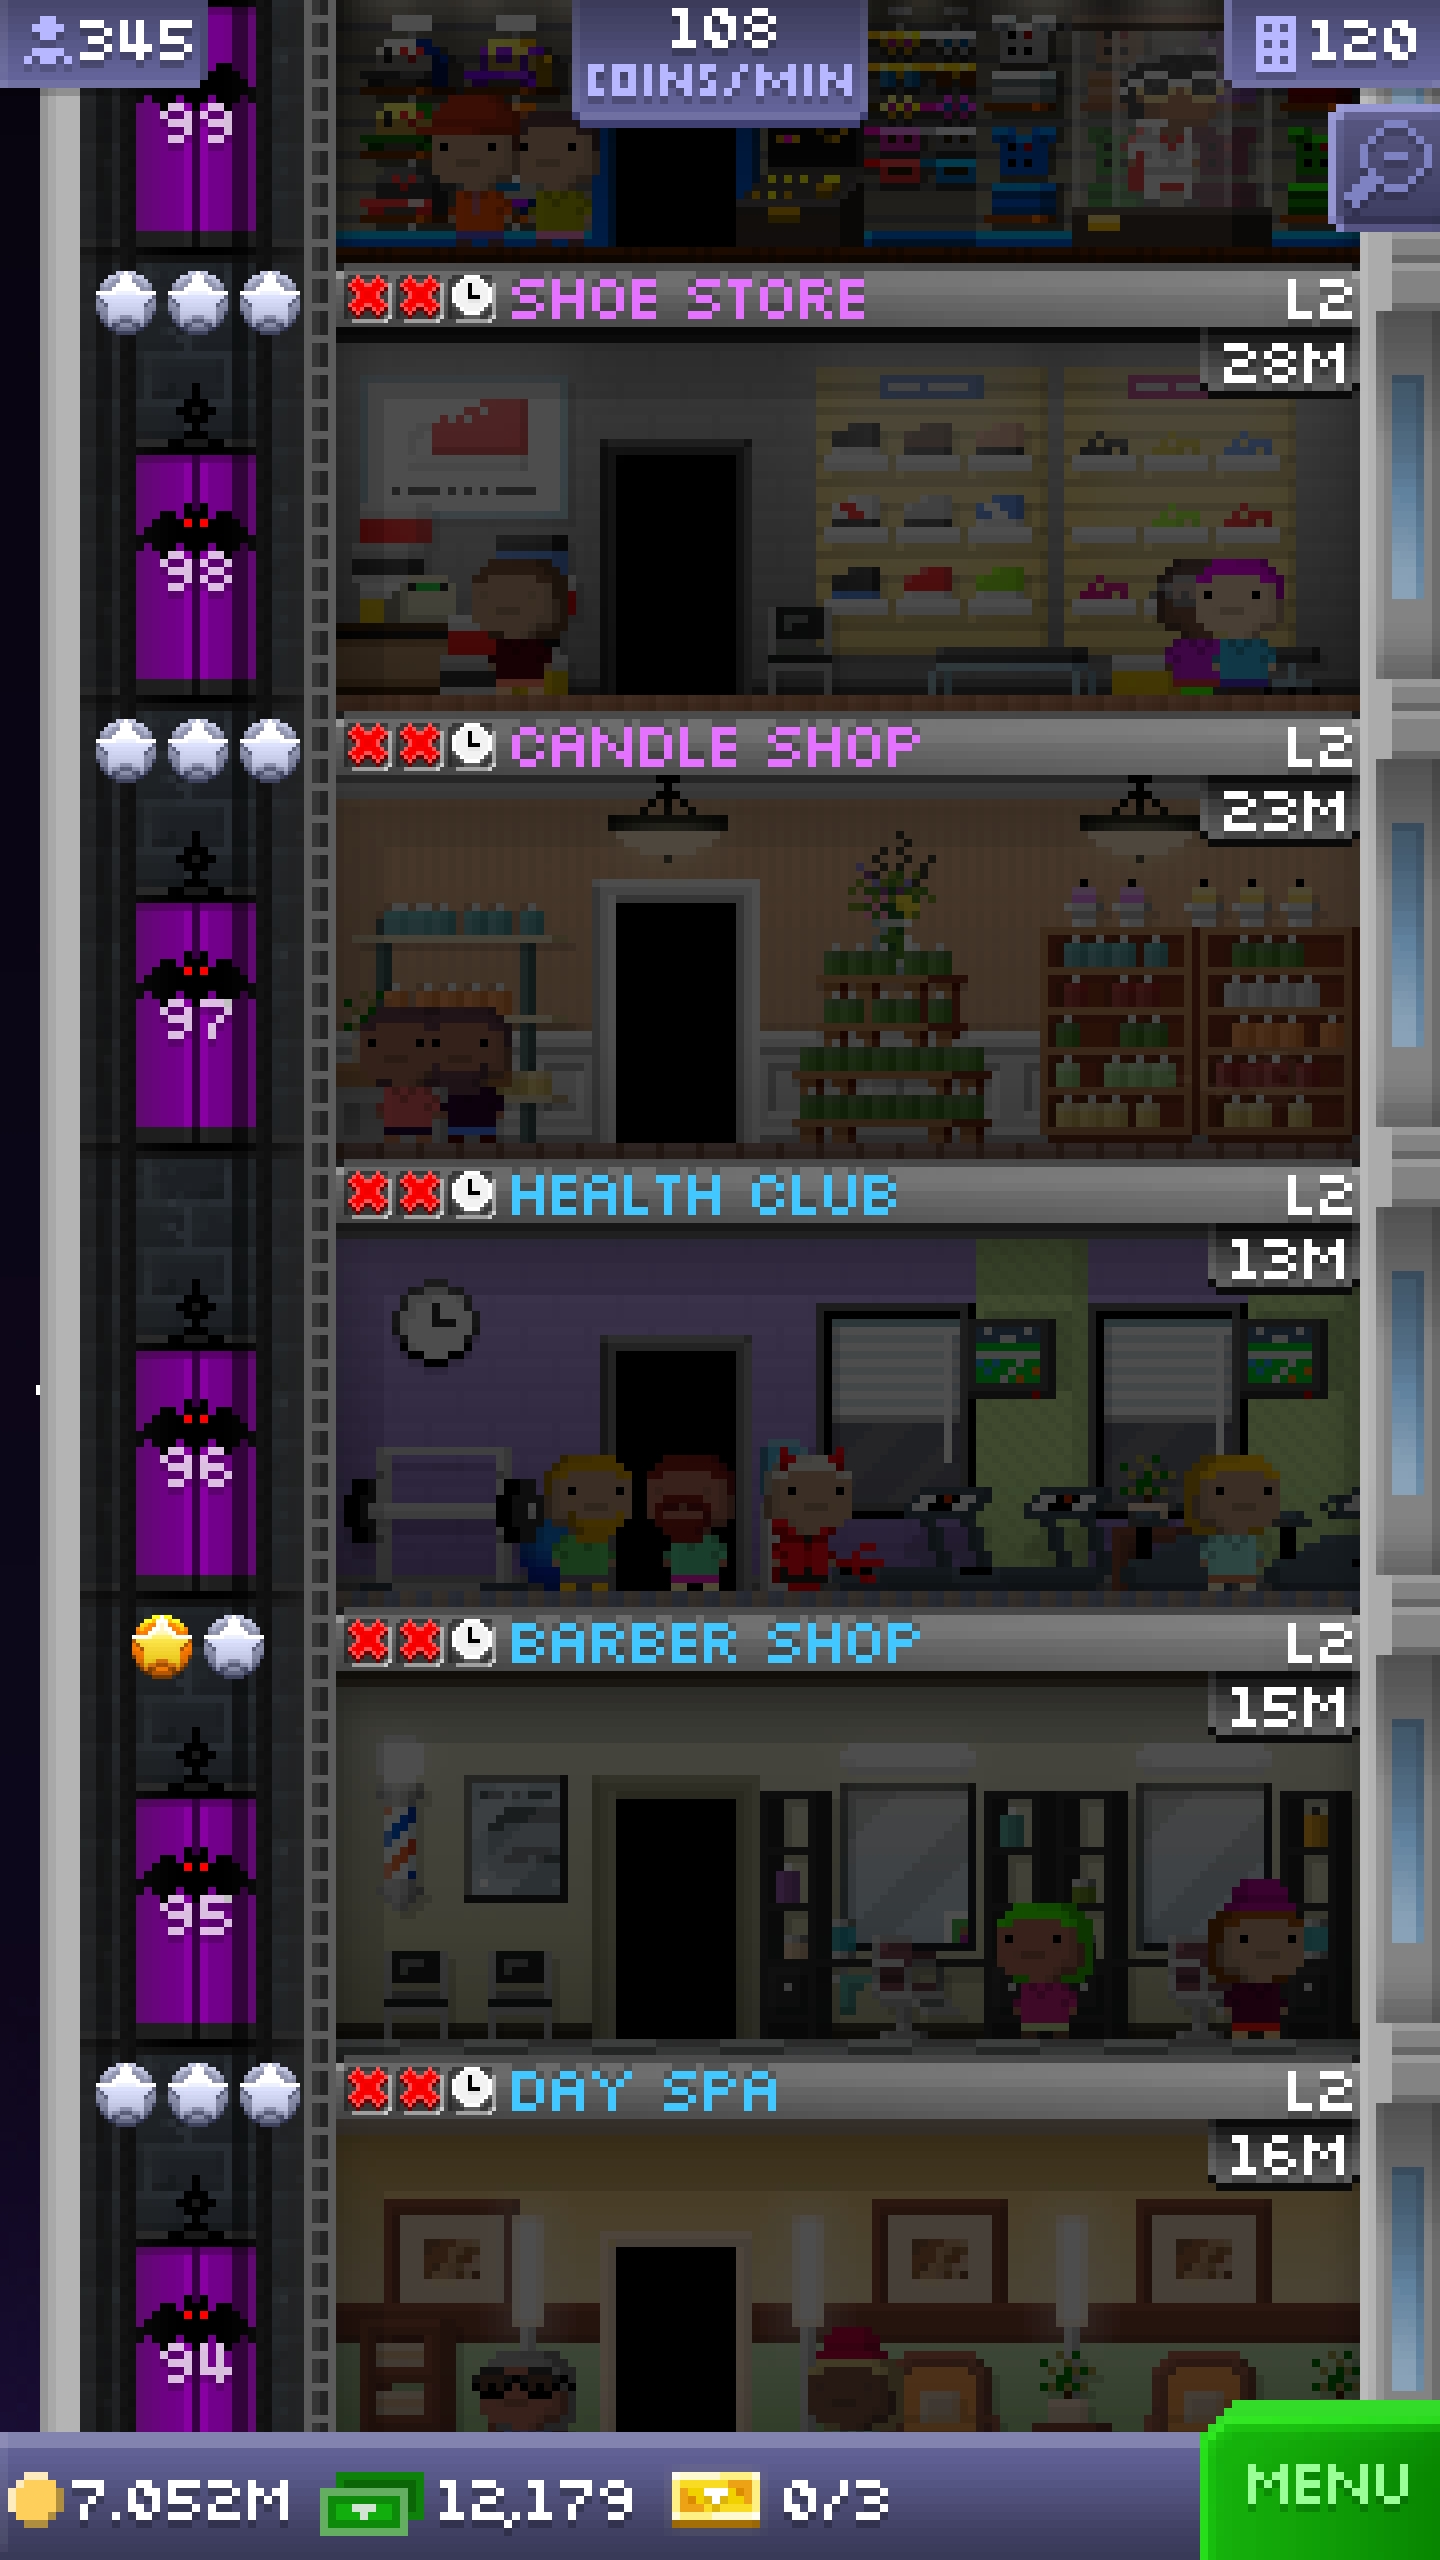 345
108
COINS/MIN
120
99
SHOE STORE L2
28M
98
CANDLE SHOP L2
23M
97
HEALTH CLUB L2
13M
96
BARBER SHOP L2
15M
95
DAY SPA L2
16M
94
7.052M 12,179 0/3 MENU